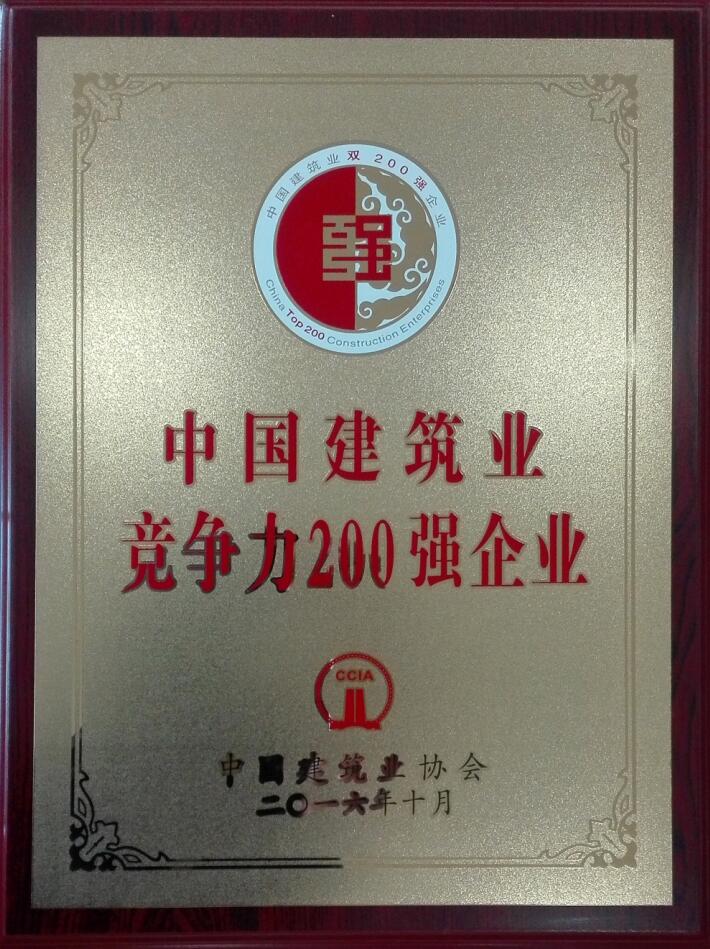 中国建筑业双200强企业
强
China Top 200 Construction Enterprises
中国建筑业
竞争力200强企业
CCIA
中国建筑业协会
二〇一六年十月